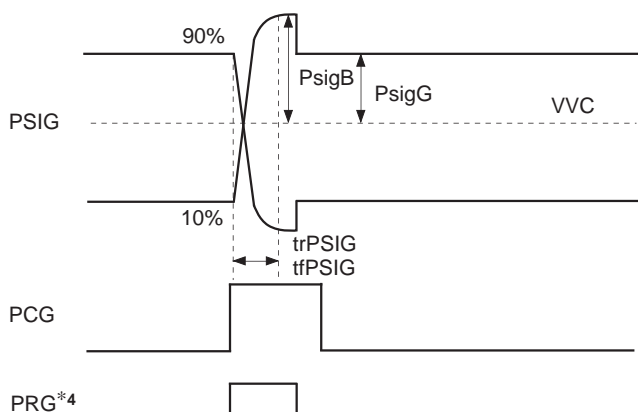 90%
PsigB
PsigG
VVC
PSIG
10%
trPSIG
tfPSIG
PCG
PRG*4